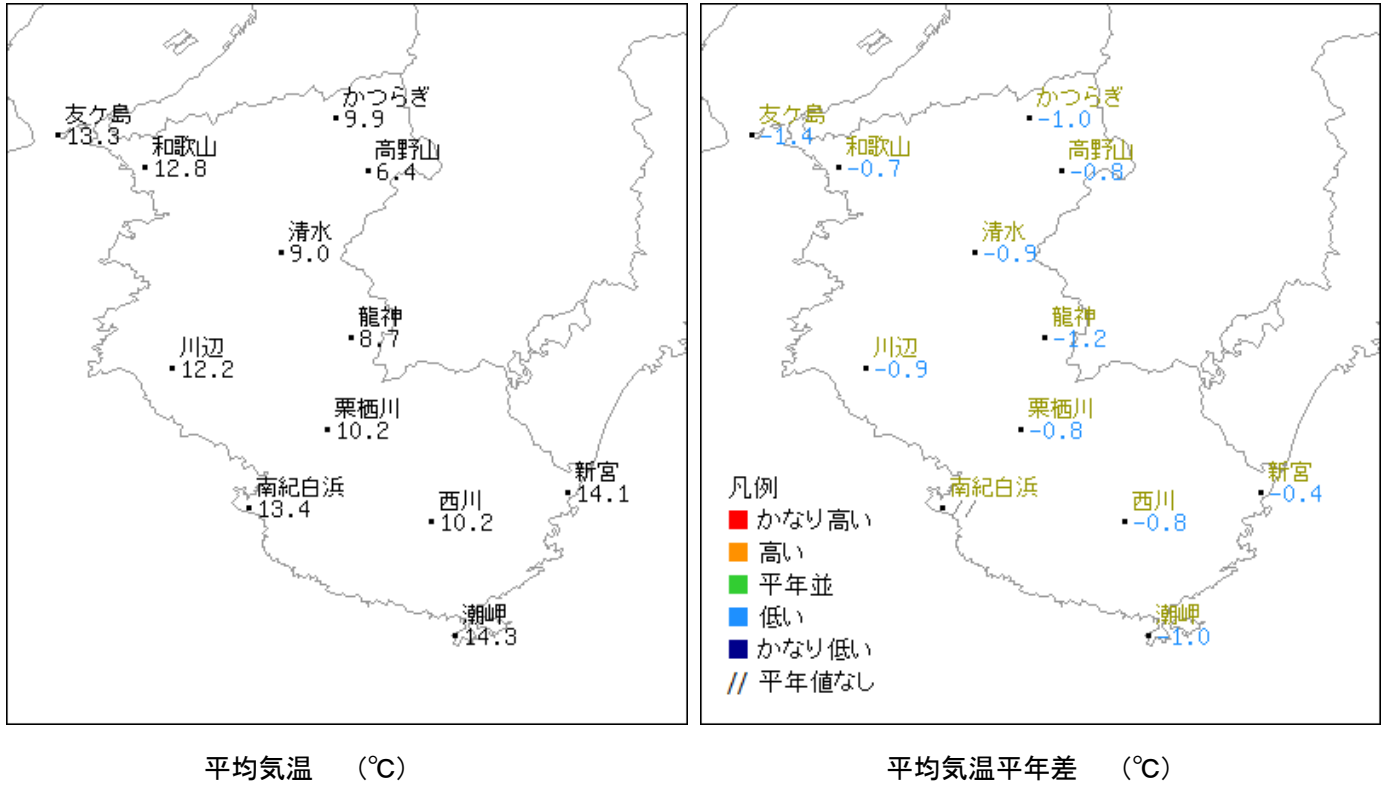 かつらぎ
9.9
友ケ島
13.3
和歌山
12.8
高野山
6.4
清水
9.0
龍神
8.7
川辺
12.2
栗栖川
10.2
新宮
14.1
南紀白浜
13.4
西川
10.2
潮岬
14.3
平均気温 （℃）
かつらぎ
-1.0
友ケ島
-1.4
和歌山
-0.7
高野山
-0.8
清水
-0.9
龍神
-1.2
川辺
-0.9
栗栖川
-0.8
新宮
-0.4
南紀白浜
//
西川
-0.8
潮岬
-1.0
凡例
かなり高い
高い
平年並
低い
かなり低い
// 平年値なし
平均気温平年差 （℃）